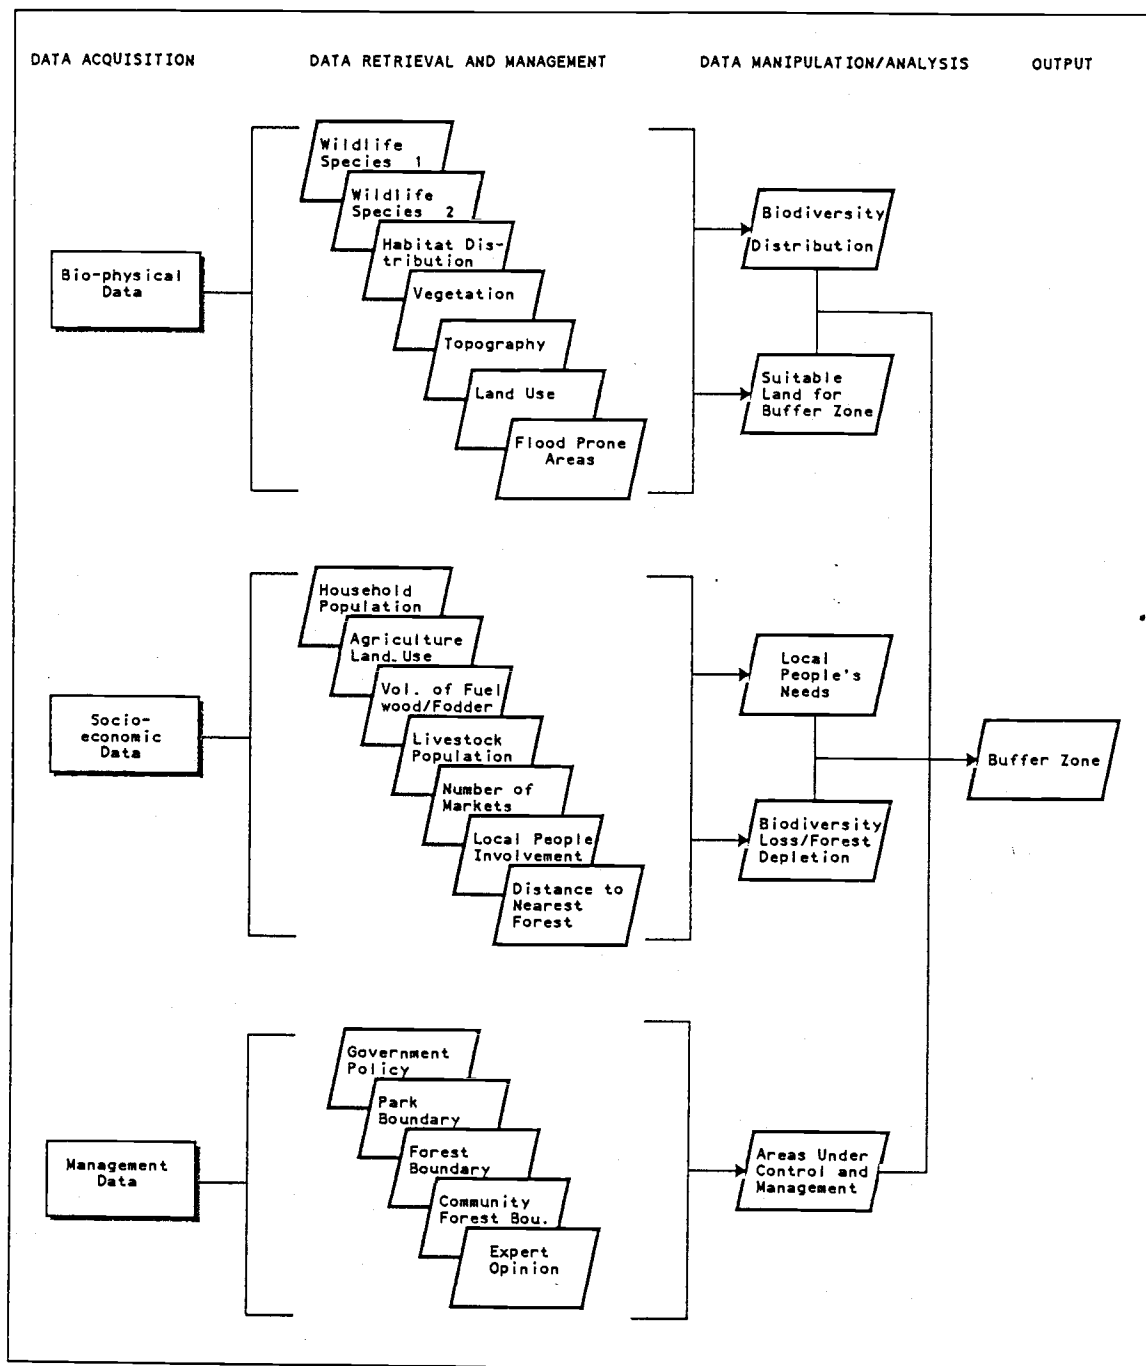 DATA ACQUISITION
DATA RETRIEVAL AND MANAGEMENT
DATA MANIPULATION/ANALYSIS
OUTPUT
Bio-physical
Data
Wildlife
Species 1
Wildlife
Species 2
Habitat Dis-
tribution
Vegetation
Topography
Land Use
Flood Prone
Areas
Biodiversity
Distribution
Suitable
Land for
Buffer Zone
Socio-
economic
Data
Household
Population
Agriculture
Land Use
Vol. of Fuel
wood/Fodder
Livestock
Population
Number of
Markets
Local People
Involvement
Distance to
Nearest
Forest
Local
People's
Needs
Biodiversity
Loss/Forest
Depletion
Buffer Zone
Management
Data
Government
Policy
Park
Boundary
Forest
Boundary
Community
Forest Bou.
Expert
Opinion
Areas Under
Control and
Management